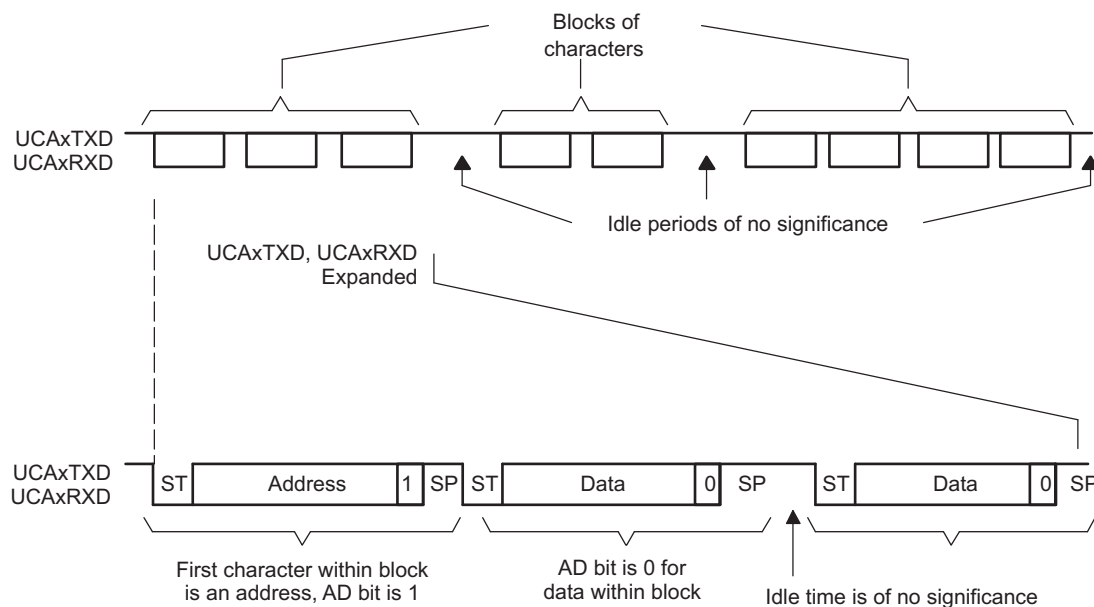 Blocks of
characters
UCAxTXD
UCAxRXD
Idle periods of no significance
UCAxTXD, UCAxRXD
Expanded
UCAxTXD
UCAxRXD
ST Address 1 SP ST Data 0 SP ST Data 0 SP
First character within block
is an address, AD bit is 1
AD bit is 0 for
data within block
Idle time is of no significance